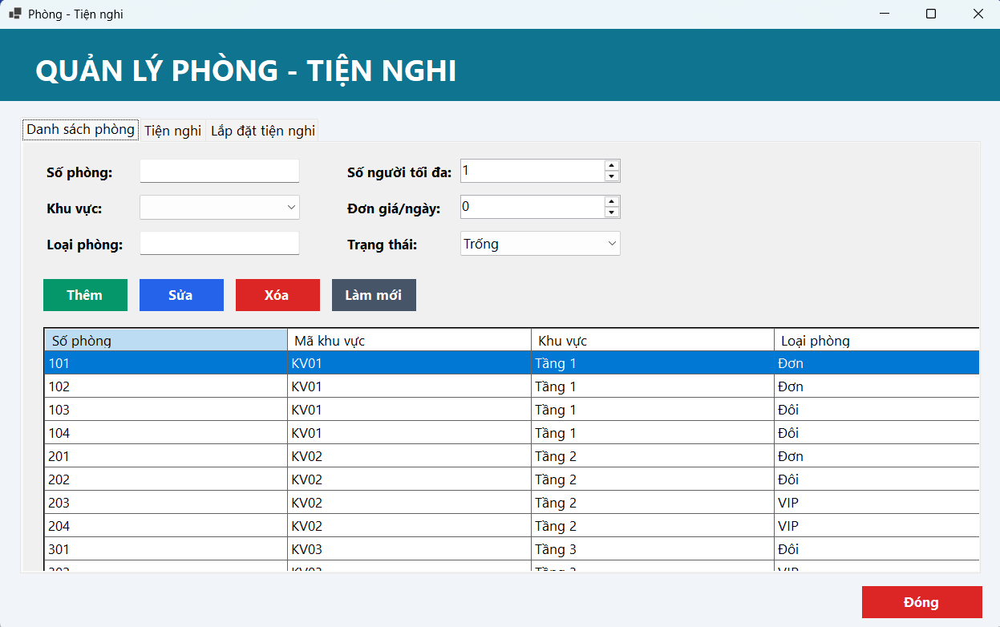 Phòng - Tiện nghi
QUẢN LÝ PHÒNG - TIỆN NGHI
Danh sách phòng Tiện nghi Lắp đặt tiện nghi
Số phòng: Số người tối đa: 1
Khu vực: Đơn giá/ngày: 0
Loại phòng: Trạng thái: Trống
Thêm Sửa Xóa Làm mới
Số phòng Mã khu vực Khu vực Loại phòng
101 KV01 Tầng 1 Đơn
102 KV01 Tầng 1 Đơn
103 KV01 Tầng 1 Đôi
104 KV01 Tầng 1 Đôi
201 KV02 Tầng 2 Đơn
202 KV02 Tầng 2 Đôi
203 KV02 Tầng 2 VIP
204 KV02 Tầng 2 VIP
301 KV03 Tầng 3 Đôi
Đóng